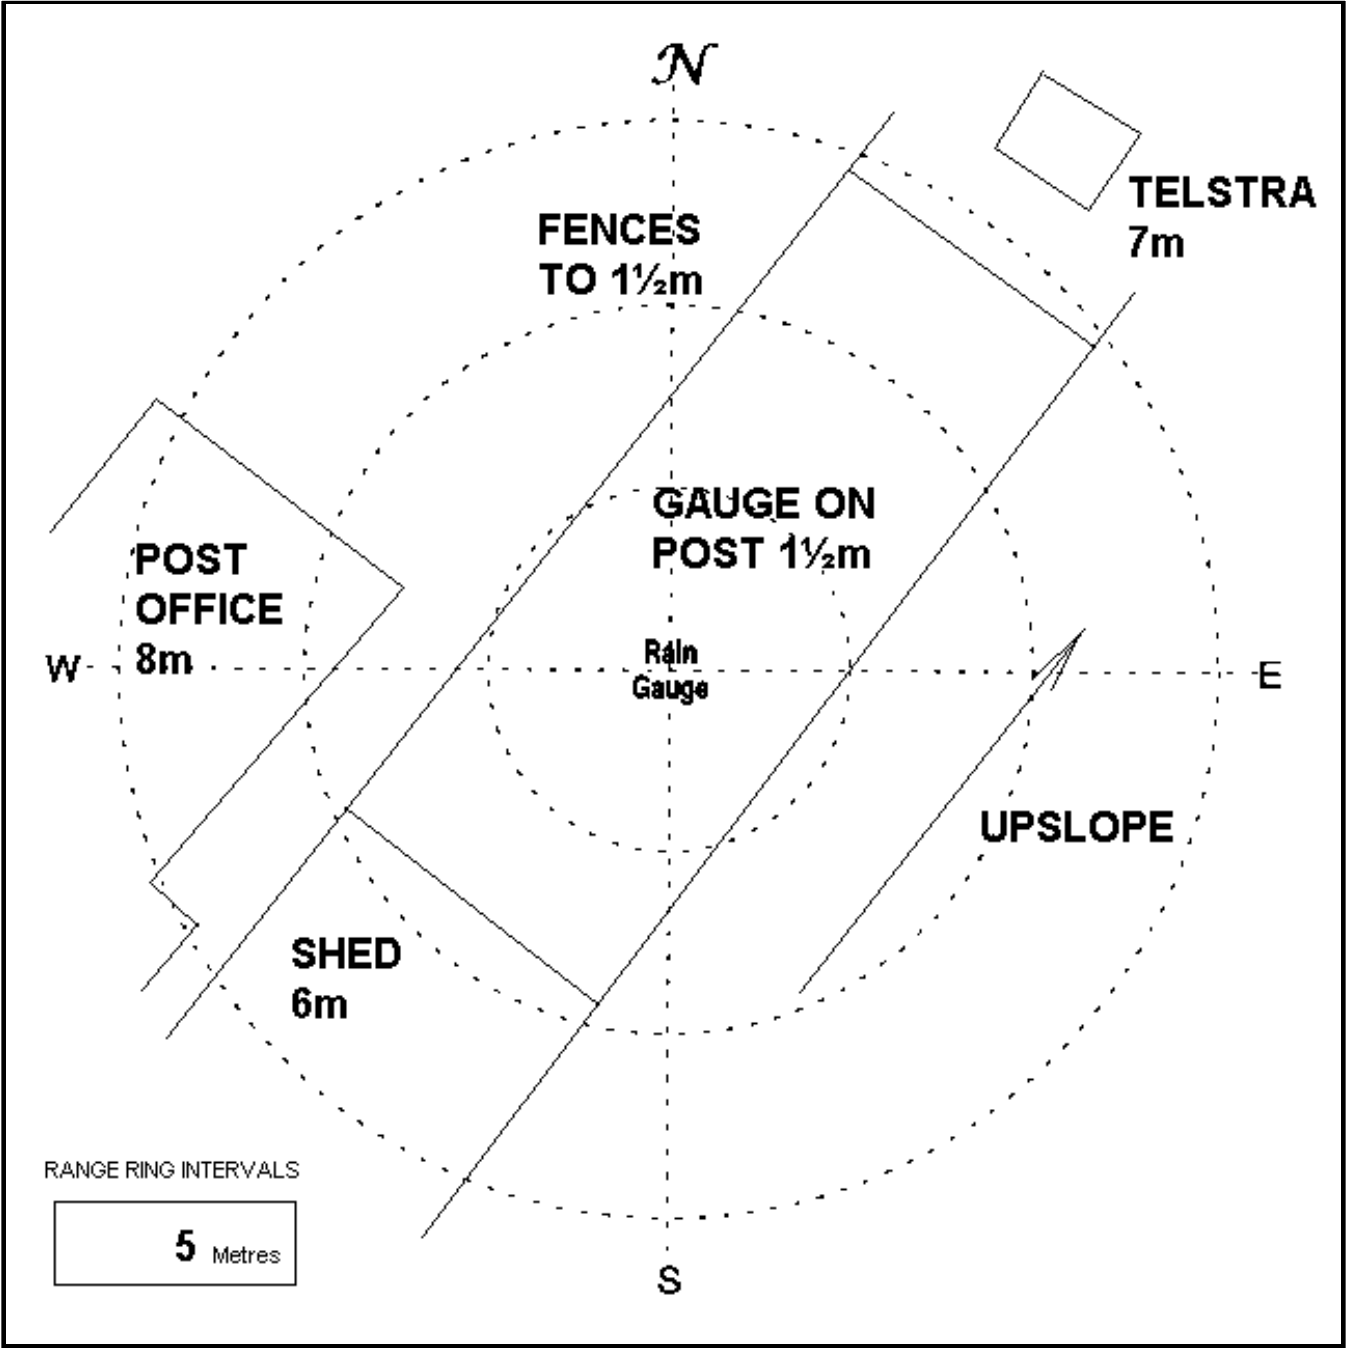 N
TELSTRA
7m
FENCES
TO 1½m
GAUGE ON
POST 1½m
POST
OFFICE
8m
W
Rain
Gauge
E
UPSLOPE
SHED
6m
RANGE RING INTERVALS
5 Metres
S